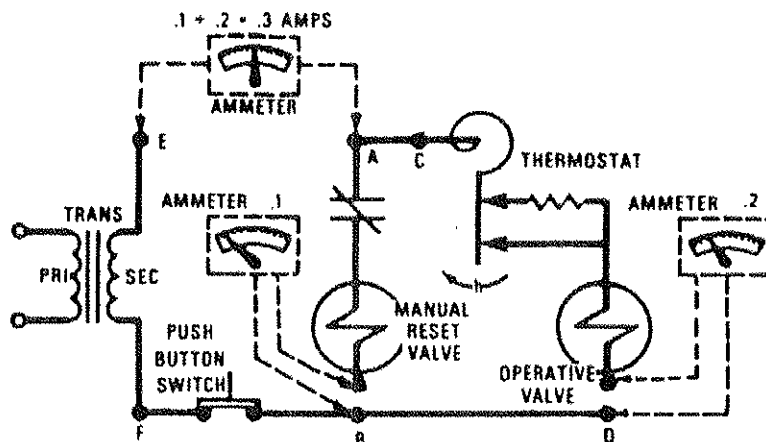 .1 + .2 = .3 AMPS
AMMETER
E
A
C
THERMOSTAT
TRANS
AMMETER .1
AMMETER .2
PRI
SEC
h
MANUAL
RESET
VALVE
PUSH
BUTTON
SWITCH
OPERATIVE
VALVE
F
B
D